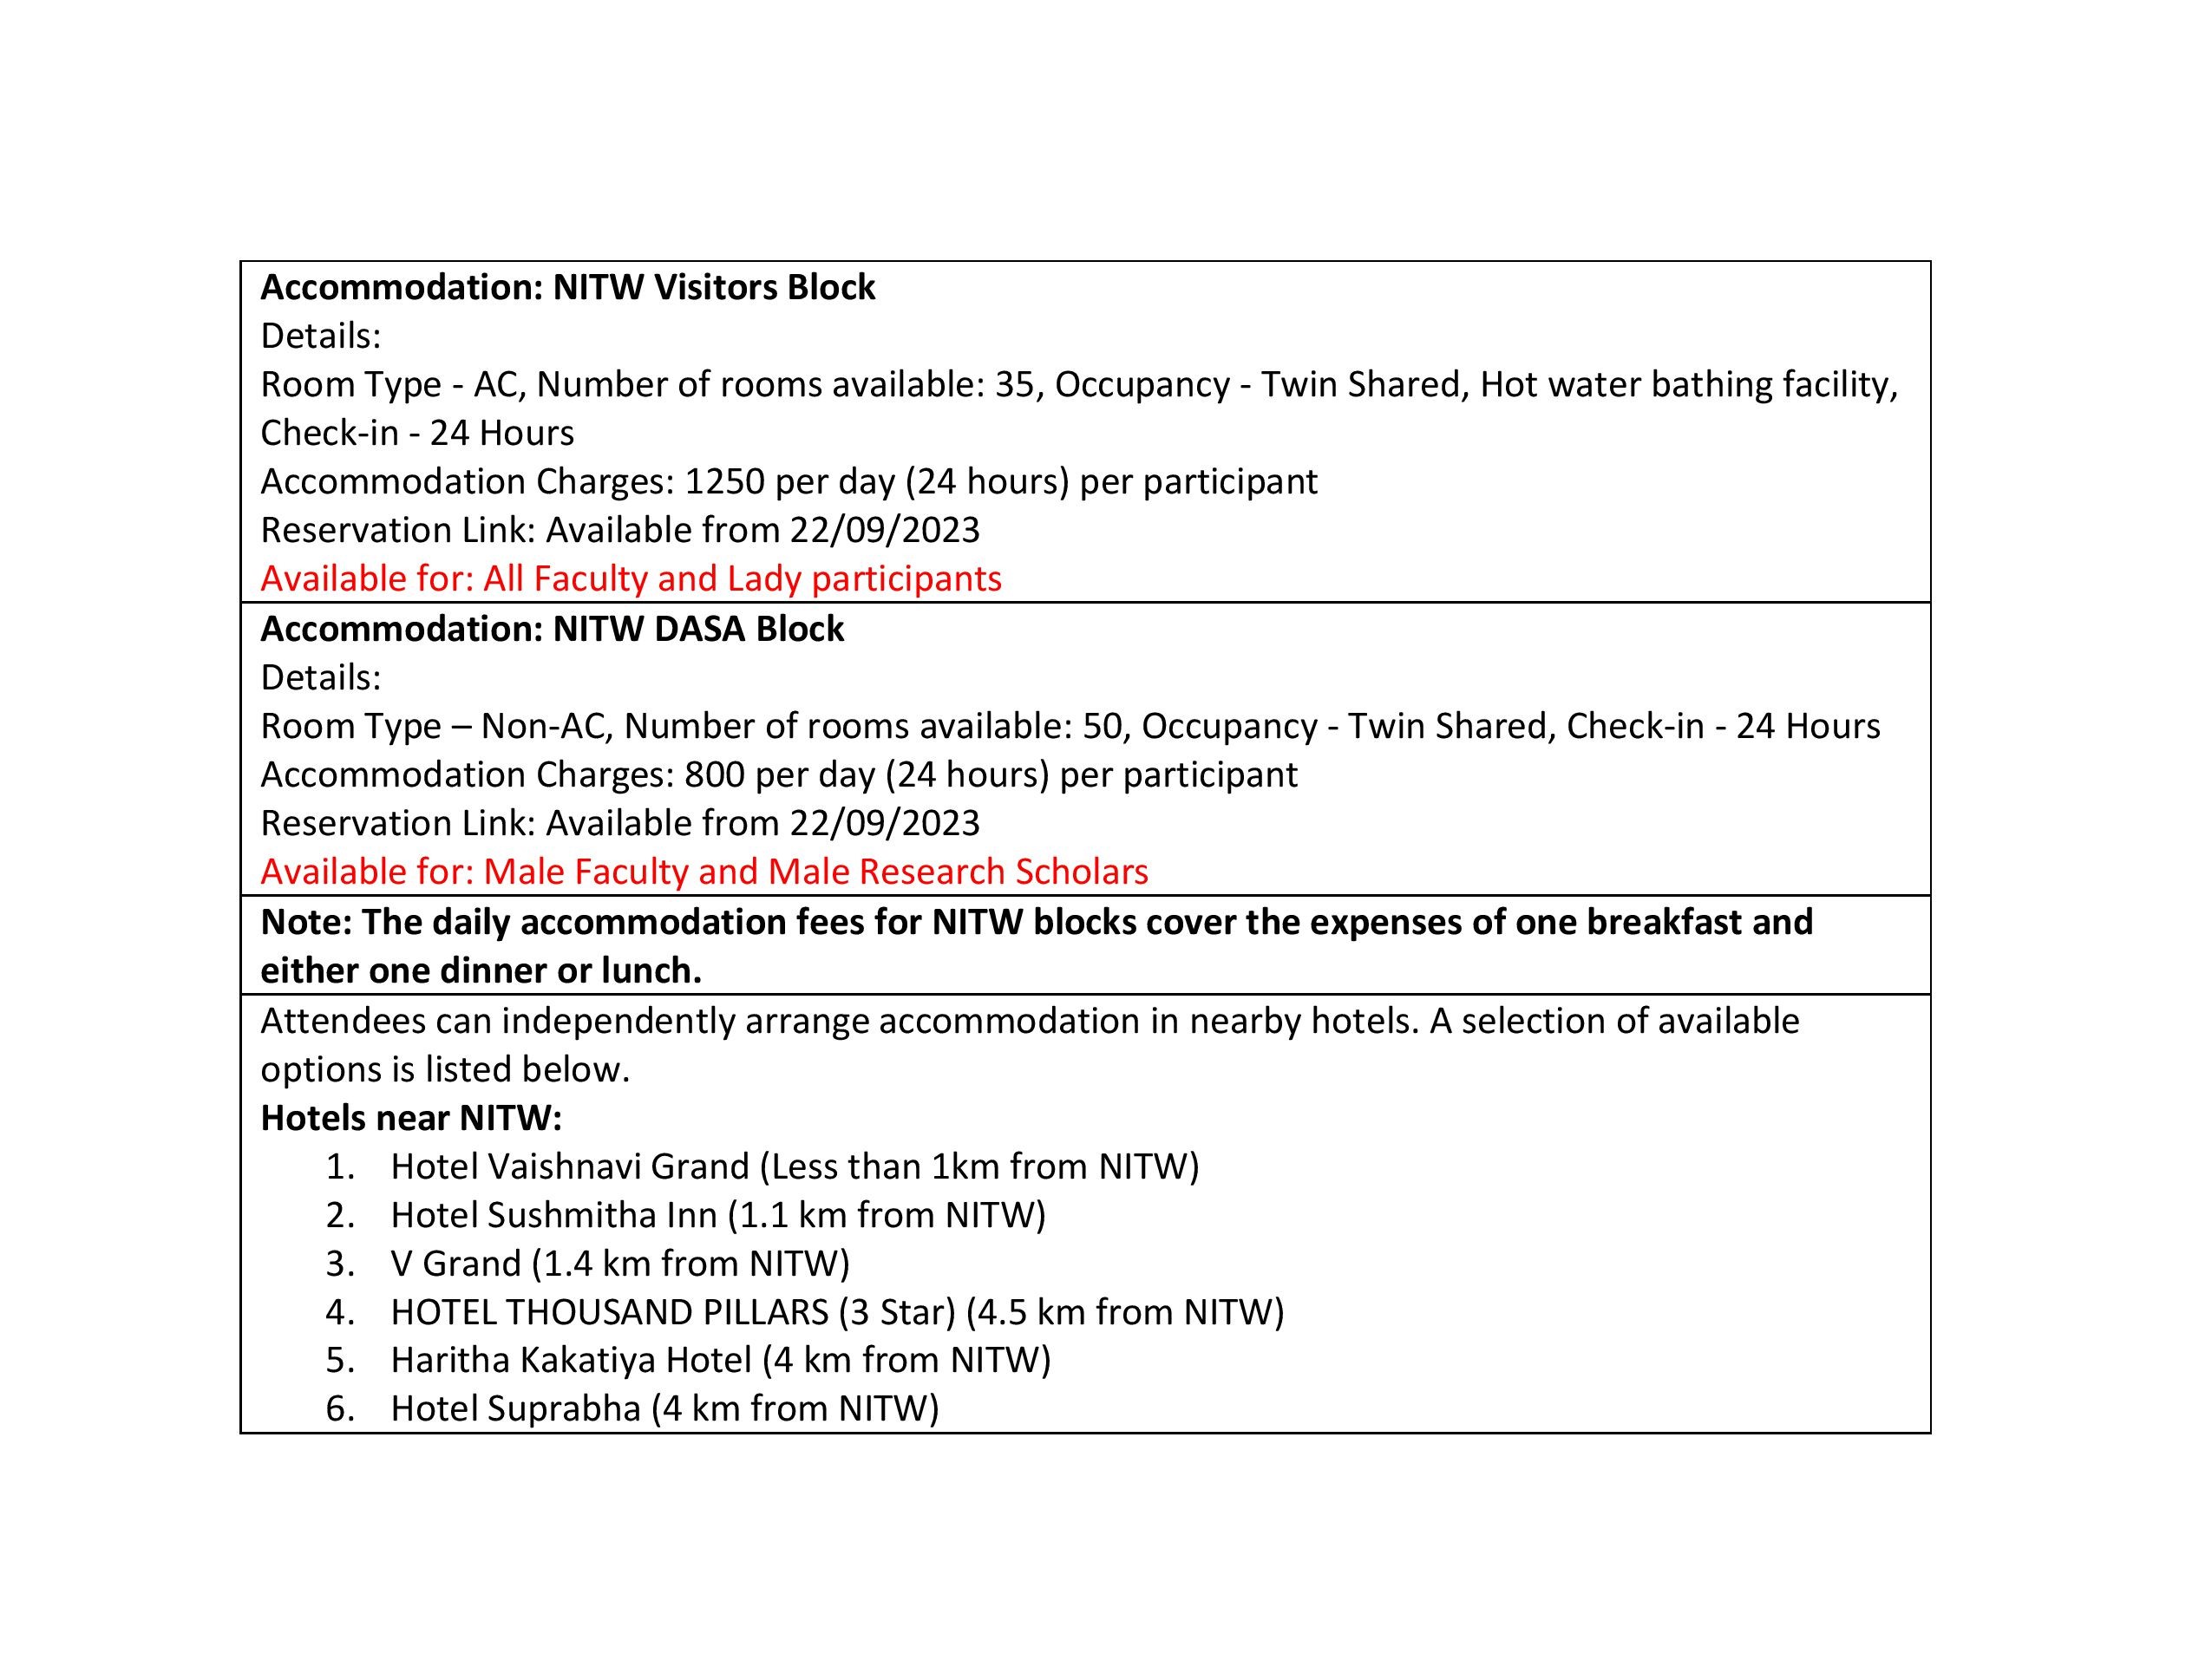 Accommodation: NITW Visitors Block
Details:
Room Type - AC, Number of rooms available: 35, Occupancy - Twin Shared, Hot water bathing facility,
Check-in - 24 Hours
Accommodation Charges: 1250 per day (24 hours) per participant
Reservation Link: Available from 22/09/2023
Available for: All Faculty and Lady participants
Accommodation: NITW DASA Block
Details:
Room Type – Non-AC, Number of rooms available: 50, Occupancy - Twin Shared, Check-in - 24 Hours
Accommodation Charges: 800 per day (24 hours) per participant
Reservation Link: Available from 22/09/2023
Available for: Male Faculty and Male Research Scholars
Note: The daily accommodation fees for NITW blocks cover the expenses of one breakfast and
either one dinner or lunch.
Attendees can independently arrange accommodation in nearby hotels. A selection of available
options is listed below.
Hotels near NITW:
1. Hotel Vaishnavi Grand (Less than 1km from NITW)
2. Hotel Sushmitha Inn (1.1 km from NITW)
3. V Grand (1.4 km from NITW)
4. HOTEL THOUSAND PILLARS (3 Star) (4.5 km from NITW)
5. Haritha Kakatiya Hotel (4 km from NITW)
6. Hotel Suprabha (4 km from NITW)